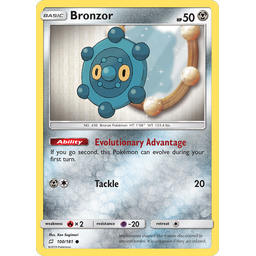 BASIC Bronzor HP50
NO. 436 Bronze Pokémon HT: 1'08" WT: 133.4 lbs.
Ability Evolutionary Advantage
If you go second, this Pokémon can evolve during your
first turn.
Tackle 20
weakness ×2 resistance -20 retreat
Illus. Ken Sugimori
100/181